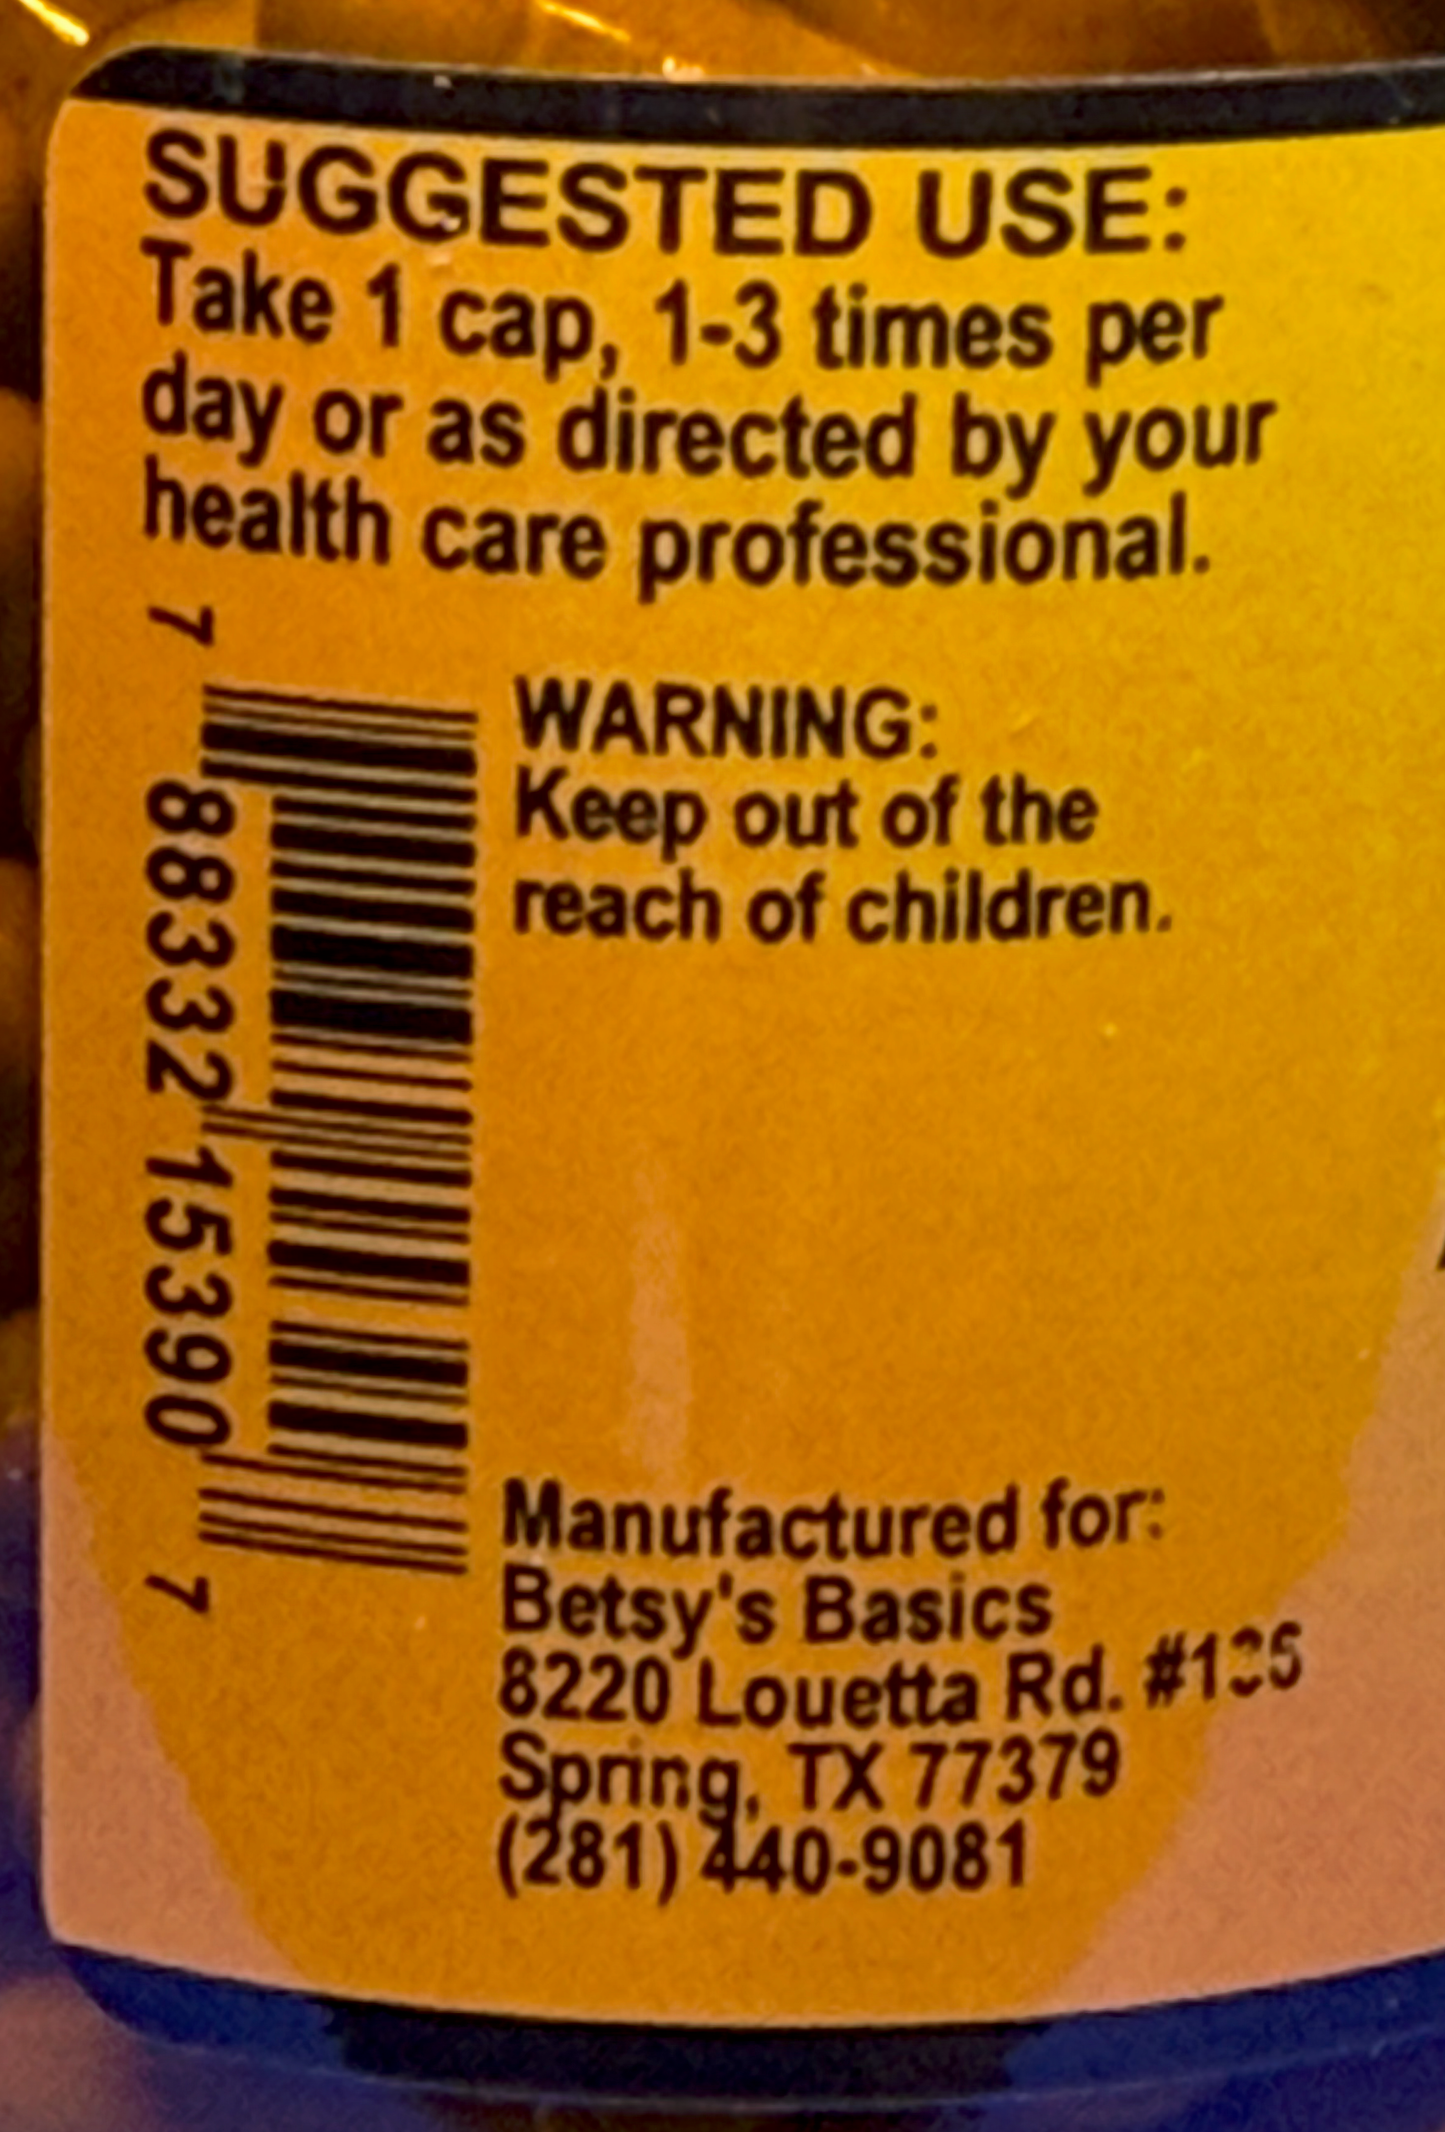 SUGGESTED USE:
Take 1 cap, 1-3 times per
day or as directed by your
health care professional.
7 88332 15390 7
WARNING:
Keep out of the
reach of children.
Manufactured for:
Betsy's Basics
8220 Louetta Rd.
Spring, TX 77379
(281) 440-9081